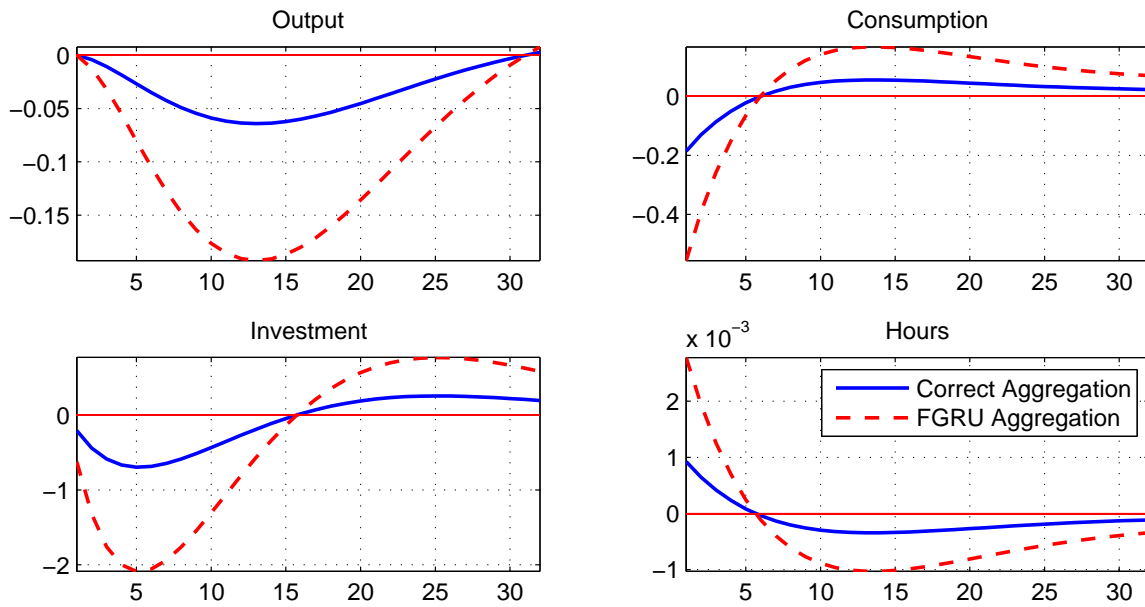 Output
0
−0.05
−0.1
−0.15
5 10 15 20 25 30
Consumption
0
−0.2
−0.4
5 10 15 20 25 30
Investment
0
−1
−2
5 10 15 20 25 30
Hours
x 10−3
2
1
0
−1
5 10 15 20 25 30
Correct Aggregation
FGRU Aggregation